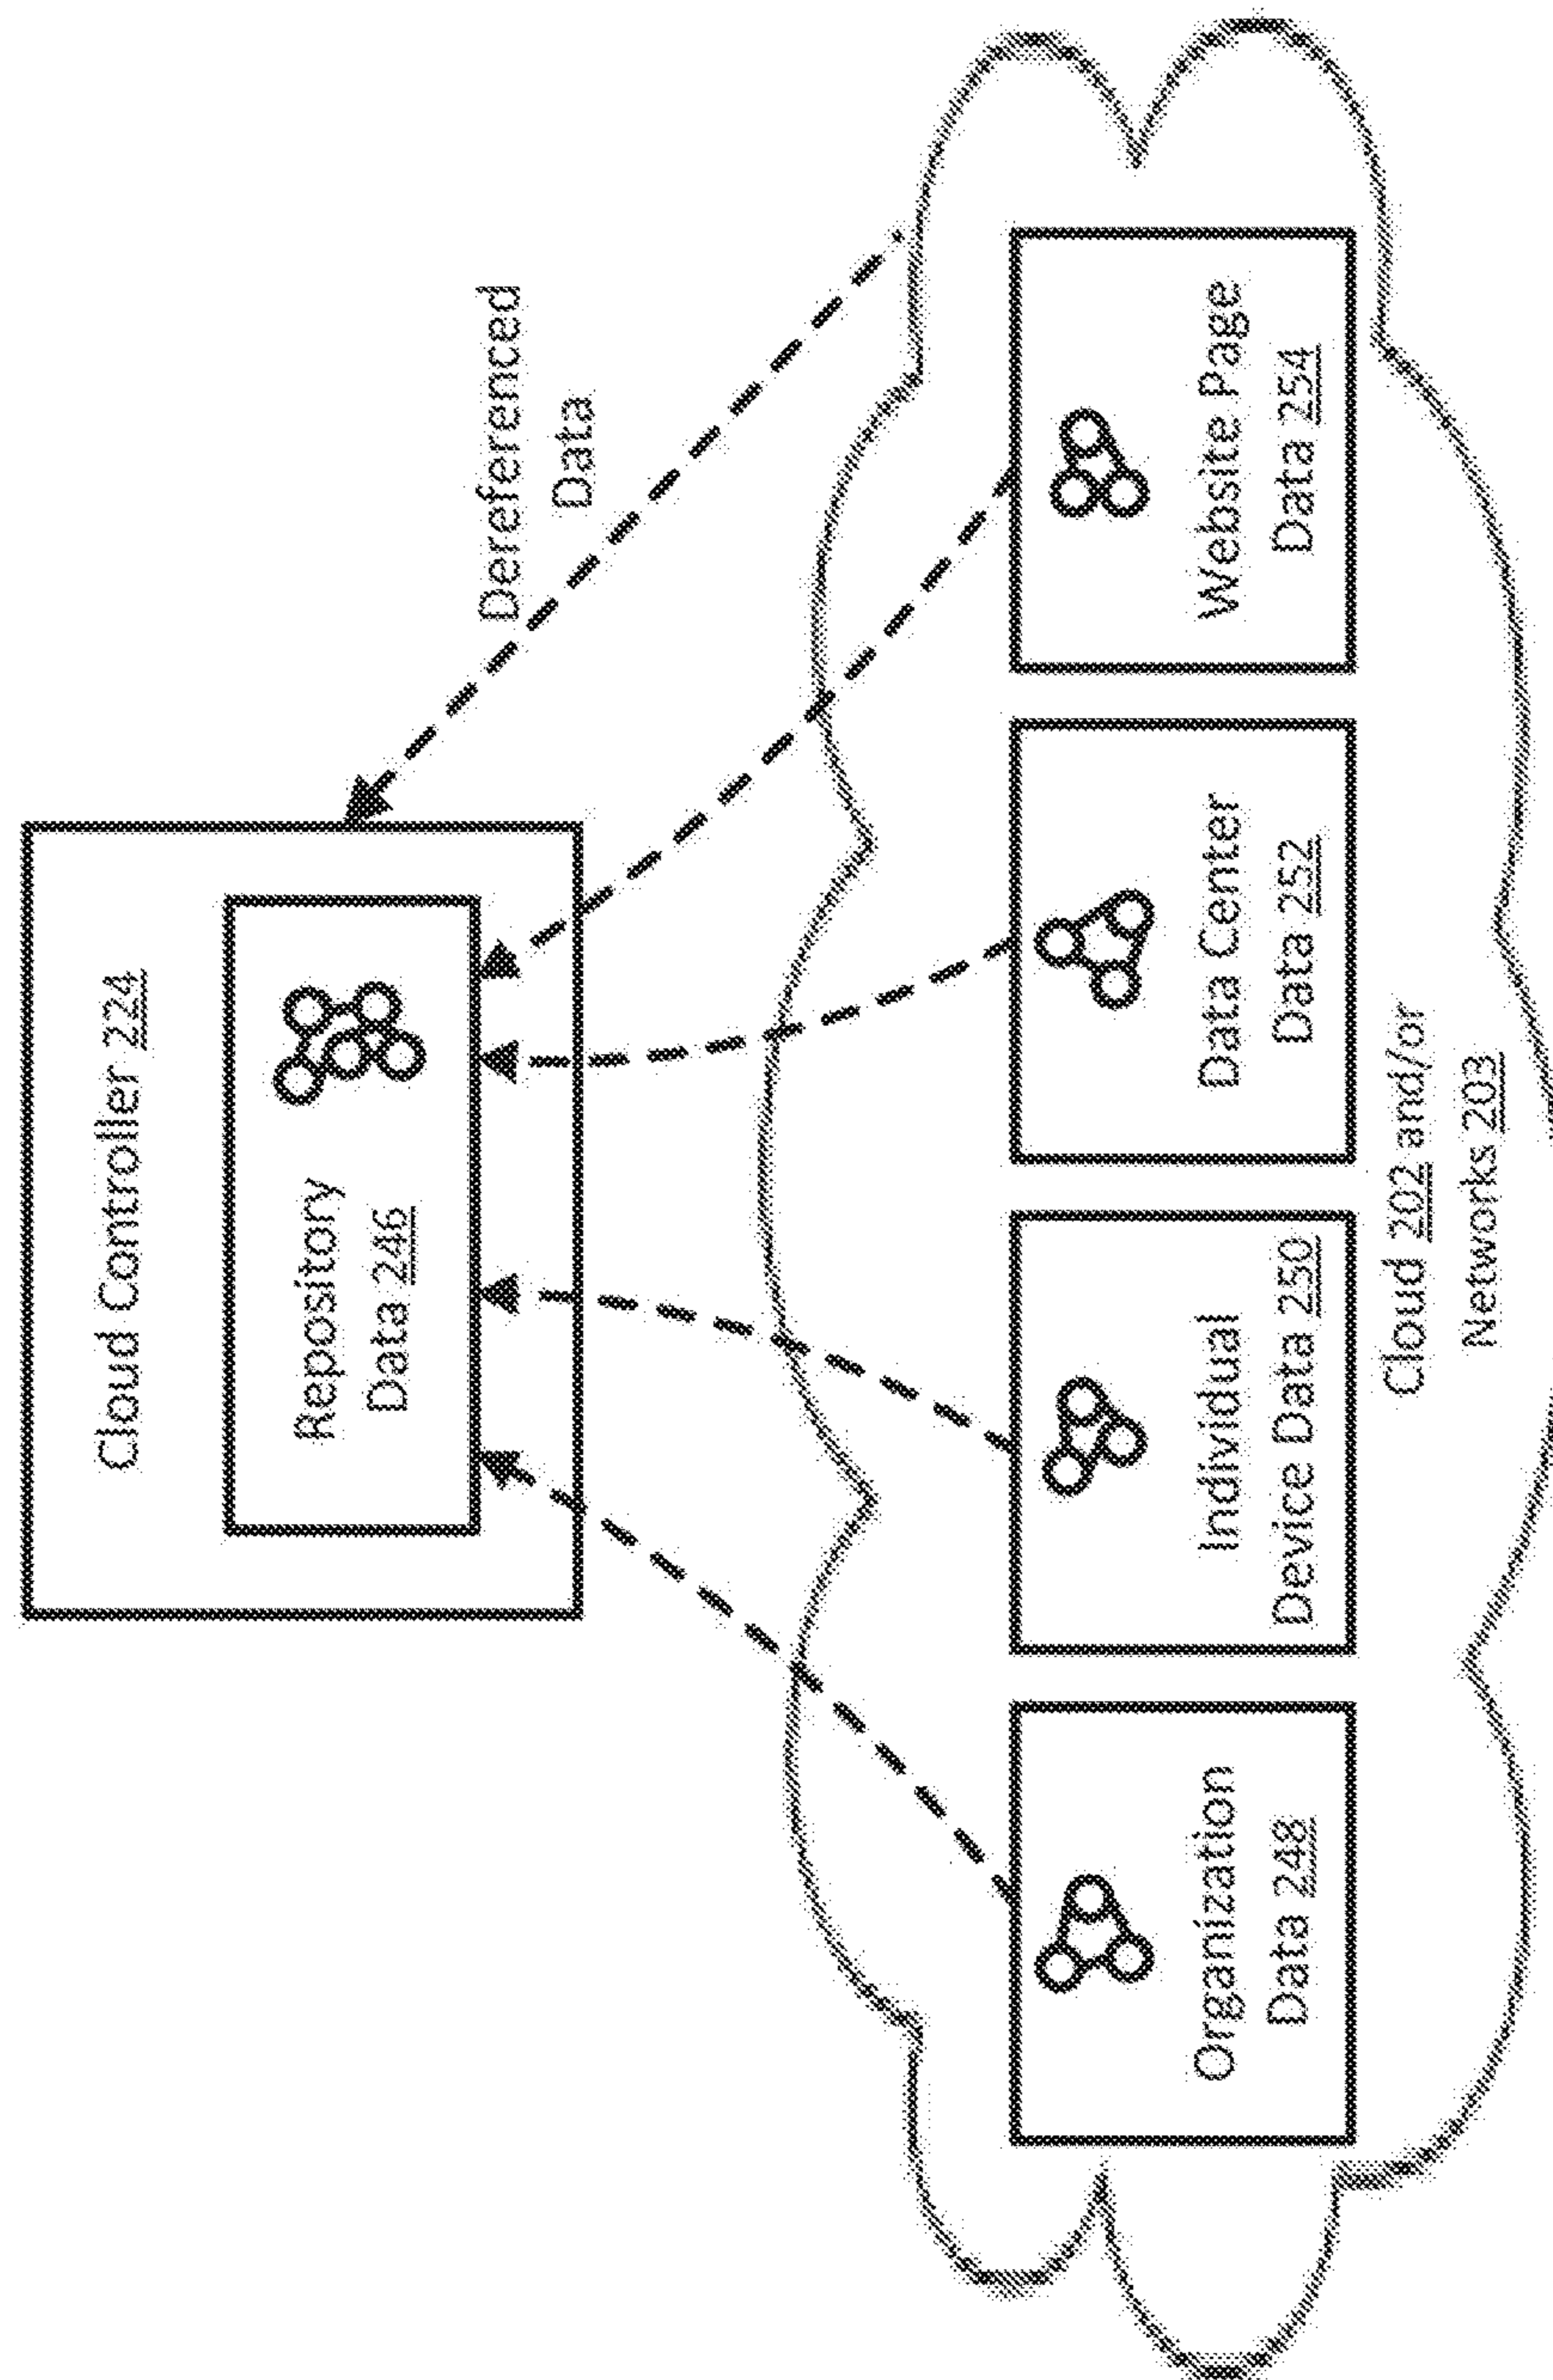 Cloud Controller 224
Repository
Data 246
Dereferenced
Data
Organization
Data 248
Individual
Device Data 250
Data Center
Data 252
Website Page
Data 254
Cloud 202 and/or
Networks 203